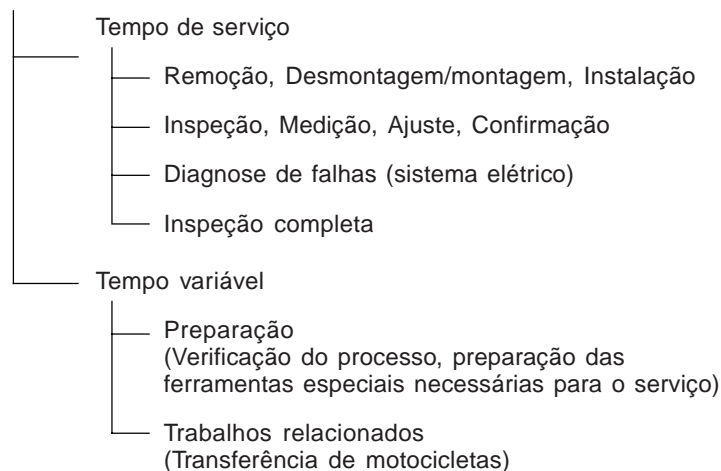 Tempo de serviço
Remoção, Desmontagem/montagem, Instalação
Inspeção, Medição, Ajuste, Confirmação
Diagnose de falhas (sistema elétrico)
Inspeção completa
Tempo variável
Preparação
(Verificação do processo, preparação das
ferramentas especiais necessárias para o serviço)
Trabalhos relacionados
(Transferência de motocicletas)